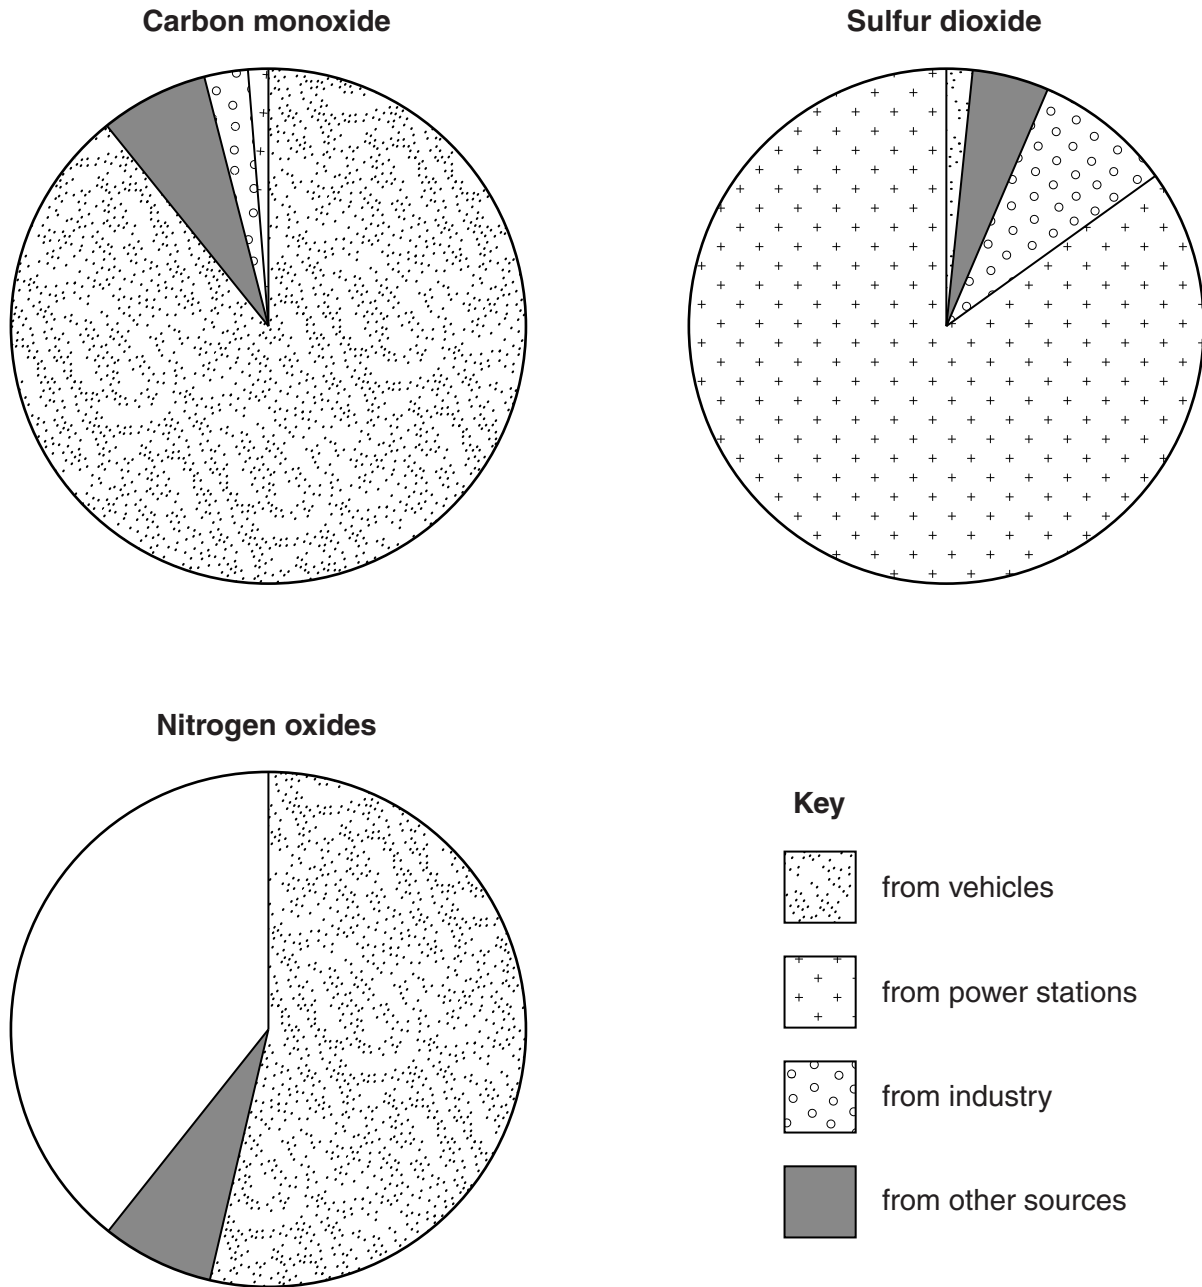 Carbon monoxide
Sulfur dioxide
Nitrogen oxides
Key
from vehicles
from power stations
from industry
from other sources